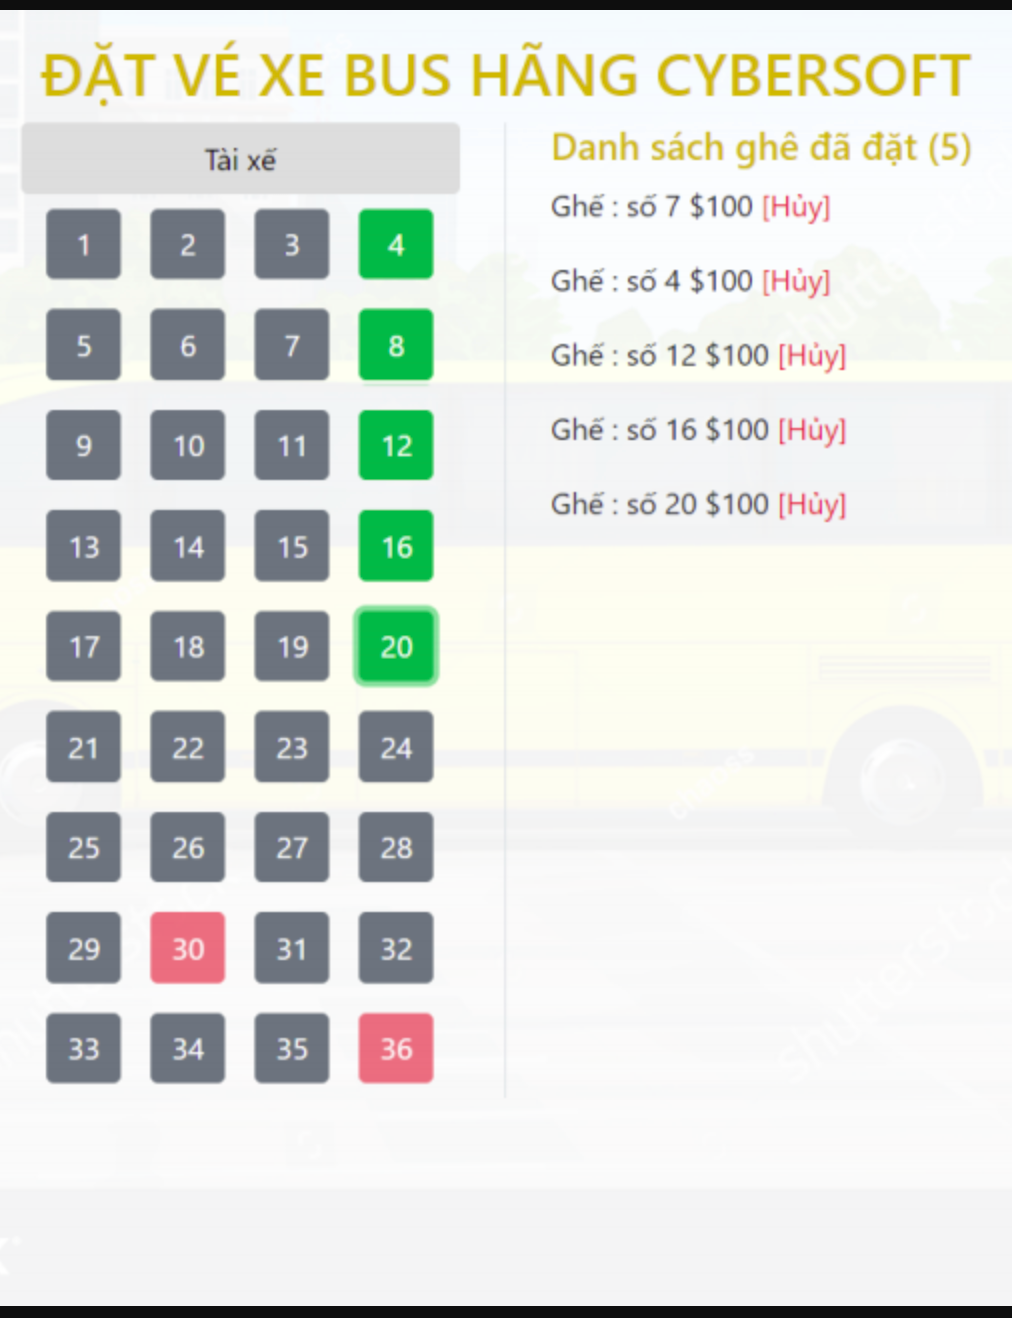 ĐẶT VÉ XE BUS HÃNG CYBERSOFT
Tài xế
1 2 3 4
5 6 7 8
9 10 11 12
13 14 15 16
17 18 19 20
21 22 23 24
25 26 27 28
29 30 31 32
33 34 35 36
Danh sách ghê đã đặt (5)
Ghế : số 7 $100 [Hủy]
Ghế : số 4 $100 [Hủy]
Ghế : số 12 $100 [Hủy]
Ghế : số 16 $100 [Hủy]
Ghế : số 20 $100 [Hủy]